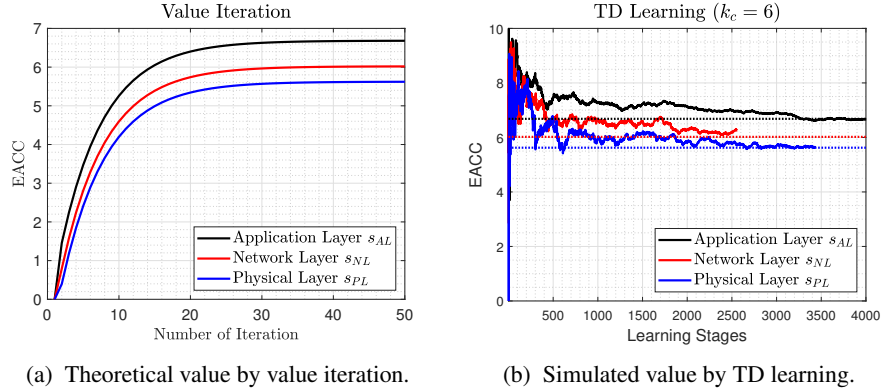 Value Iteration
7
6
5
4
3
2
1
0
EACC
Application Layer s_AL
Network Layer s_NL
Physical Layer s_PL
0 10 20 30 40 50
Number of Iteration
(a) Theoretical value by value iteration.
TD Learning (k_c = 6)
10
8
6
4
2
0
EACC
Application Layer s_AL
Network Layer s_NL
Physical Layer s_PL
500 1000 1500 2000 2500 3000 3500 4000
Learning Stages
(b) Simulated value by TD learning.